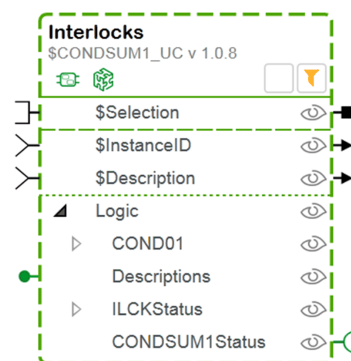 Interlocks
$CONDSUM1_UC v 1.0.8
$Selection
$InstanceID
$Description
Logic
COND01
Descriptions
ILCKStatus
CONDSUM1Status